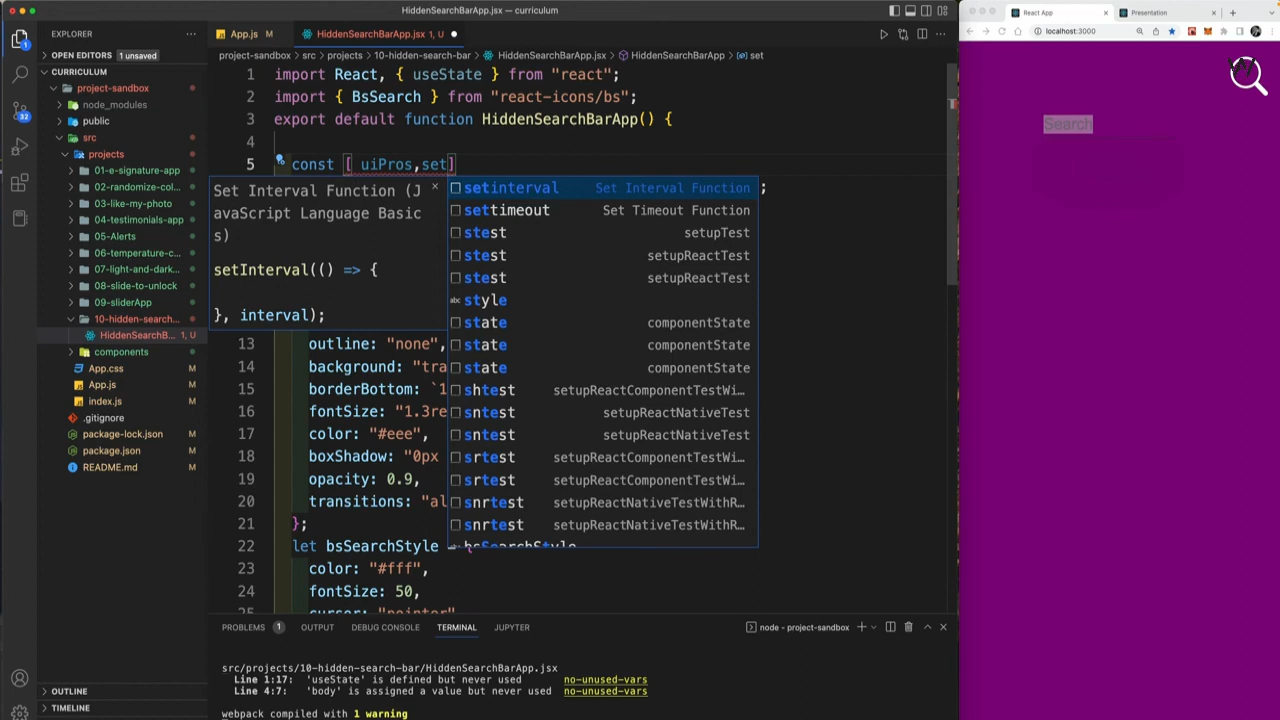 HiddenSearchBarApp.jsx — curriculum
EXPLORER
OPEN EDITORS 1 unsaved
CURRICULUM
project-sandbox
node_modules
public
src
projects
01-e-signature-app
02-randomize-col...
03-like-my-photo
04-testimonials-app
05-Alerts
06-temperature-c...
07-light-and-dark...
08-slide-to-unlock
09-sliderApp
10-hidden-search...
HiddenSearchB... 1, U
components
App.css
App.js
index.js
.gitignore
package-lock.json
package.json
README.md
OUTLINE
TIMELINE
1
32
App.js M
HiddenSearchBarApp.jsx 1, U
project-sandbox > src > projects > 10-hidden-search-bar > HiddenSearchBarApp.jsx > HiddenSearchBarApp > set
1 import React, { useState } from "react";
2 import { BsSearch } from "react-icons/bs";
3 export default function HiddenSearchBarApp() {
4
5 const [ uiPros,set]
;
Set Interval Function (J
avaScript Language Basic
s)
setInterval(() => {
}, interval);
setinterval Set Interval Function
settimeout Set Timeout Function
stest setupTest
stest setupReactTest
stest setupReactTest
style
state componentState
state componentState
state componentState
shtest setupReactComponentTestWi...
sntest setupReactNativeTest
sntest setupReactNativeTest
srtest setupReactComponentTestWi...
srtest setupReactComponentTestWi...
snrtest setupReactNativeTestWithR...
snrtest setupReactNativeTestWithR...
bsSearchStyle
13 outline: "none",
14 background: "tra
15 borderBottom: `1
16 fontSize: "1.3re
17 color: "#eee",
18 boxShadow: "0px
19 opacity: 0.9,
20 transitions: "al
21 };
22 let bsSearchStyle = {
23 color: "#fff",
24 fontSize: 50,
25 cursor: "pointer"
PROBLEMS 1 OUTPUT DEBUG CONSOLE TERMINAL JUPYTER
node - project-sandbox
src/projects/10-hidden-search-bar/HiddenSearchBarApp.jsx
Line 1:17: 'useState' is defined but never used no-unused-vars
Line 4:7: 'body' is assigned a value but never used no-unused-vars
webpack compiled with 1 warning
React App
Presentation
localhost:3000
Search